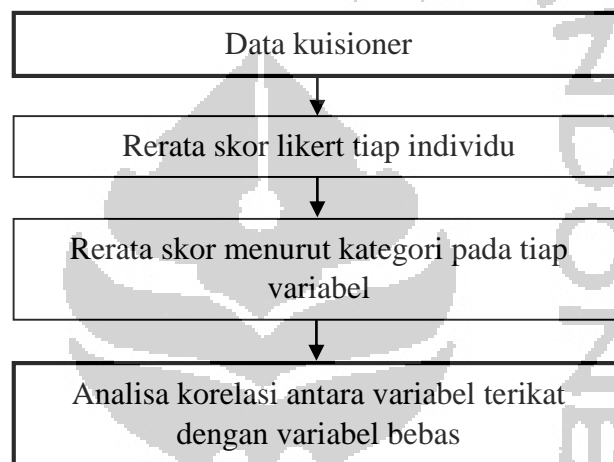 Data kuisioner
Rerata skor likert tiap individu
Rerata skor menurut kategori pada tiap
variabel
Analisa korelasi antara variabel terikat
dengan variabel bebas